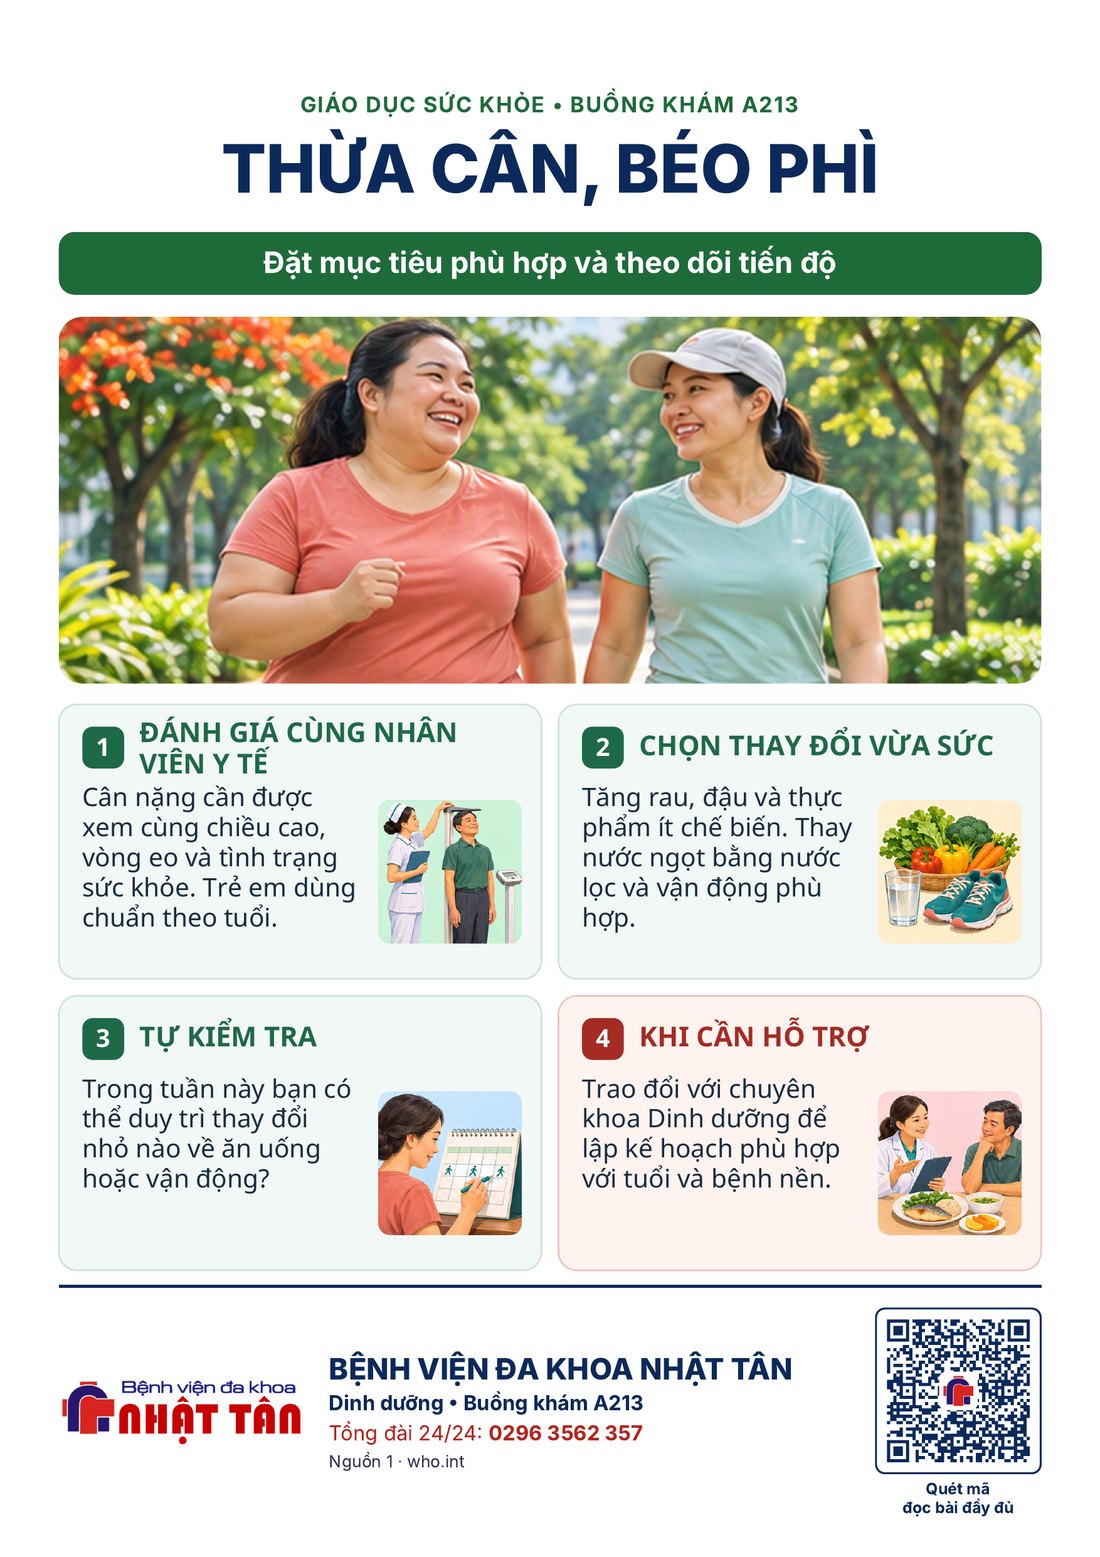 GIÁO DỤC SỨC KHỎE • BUỒNG KHÁM A213
THỪA CÂN, BÉO PHÌ
Đặt mục tiêu phù hợp và theo dõi tiến độ
1 ĐÁNH GIÁ CÙNG NHÂN
VIÊN Y TẾ
Cân nặng cần được
xem cùng chiều cao,
vòng eo và tình trạng
sức khỏe. Trẻ em dùng
chuẩn theo tuổi.
2 CHỌN THAY ĐỔI VỪA SỨC
Tăng rau, đậu và thực
phẩm ít chế biến. Thay
nước ngọt bằng nước
lọc và vận động phù
hợp.
3 TỰ KIỂM TRA
Trong tuần này bạn có
thể duy trì thay đổi
nhỏ nào về ăn uống
hoặc vận động?
4 KHI CẦN HỖ TRỢ
Trao đổi với chuyên
khoa Dinh dưỡng để
lập kế hoạch phù hợp
với tuổi và bệnh nền.
Bệnh viện đa khoa
NHẬT TÂN
BỆNH VIỆN ĐA KHOA NHẬT TÂN
Dinh dưỡng • Buồng khám A213
Tổng đài 24/24: 0296 3562 357
Nguồn 1 · who.int
Quét mã
đọc bài đầy đủ